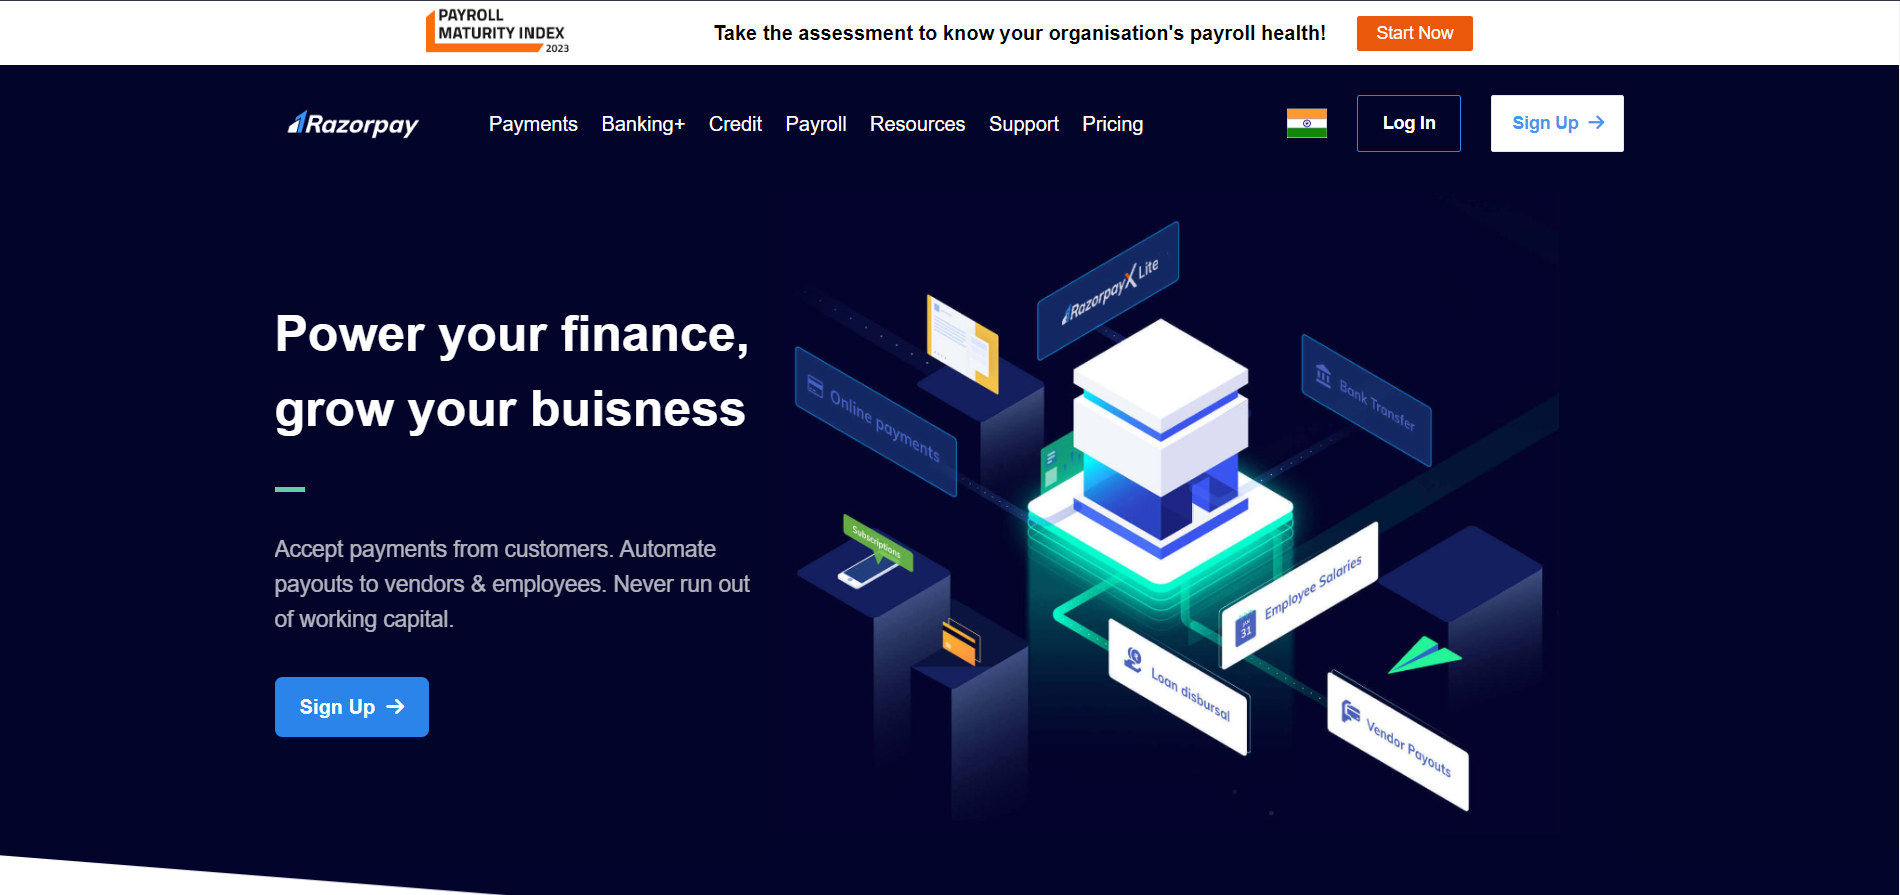 PAYROLL
MATURITY INDEX
2023
Take the assessment to know your organisation's payroll health!
Start Now
Razorpay
Payments
Banking+
Credit
Payroll
Resources
Support
Pricing
Log In
Sign Up
Power your finance,
grow your buisness
Accept payments from customers. Automate
payouts to vendors & employees. Never run out
of working capital.
Sign Up
RazorpayX Lite
Online payments
Bank Transfer
Subscriptions
Employee Salaries
JAN
31
Loan disbursal
Vendor Payouts